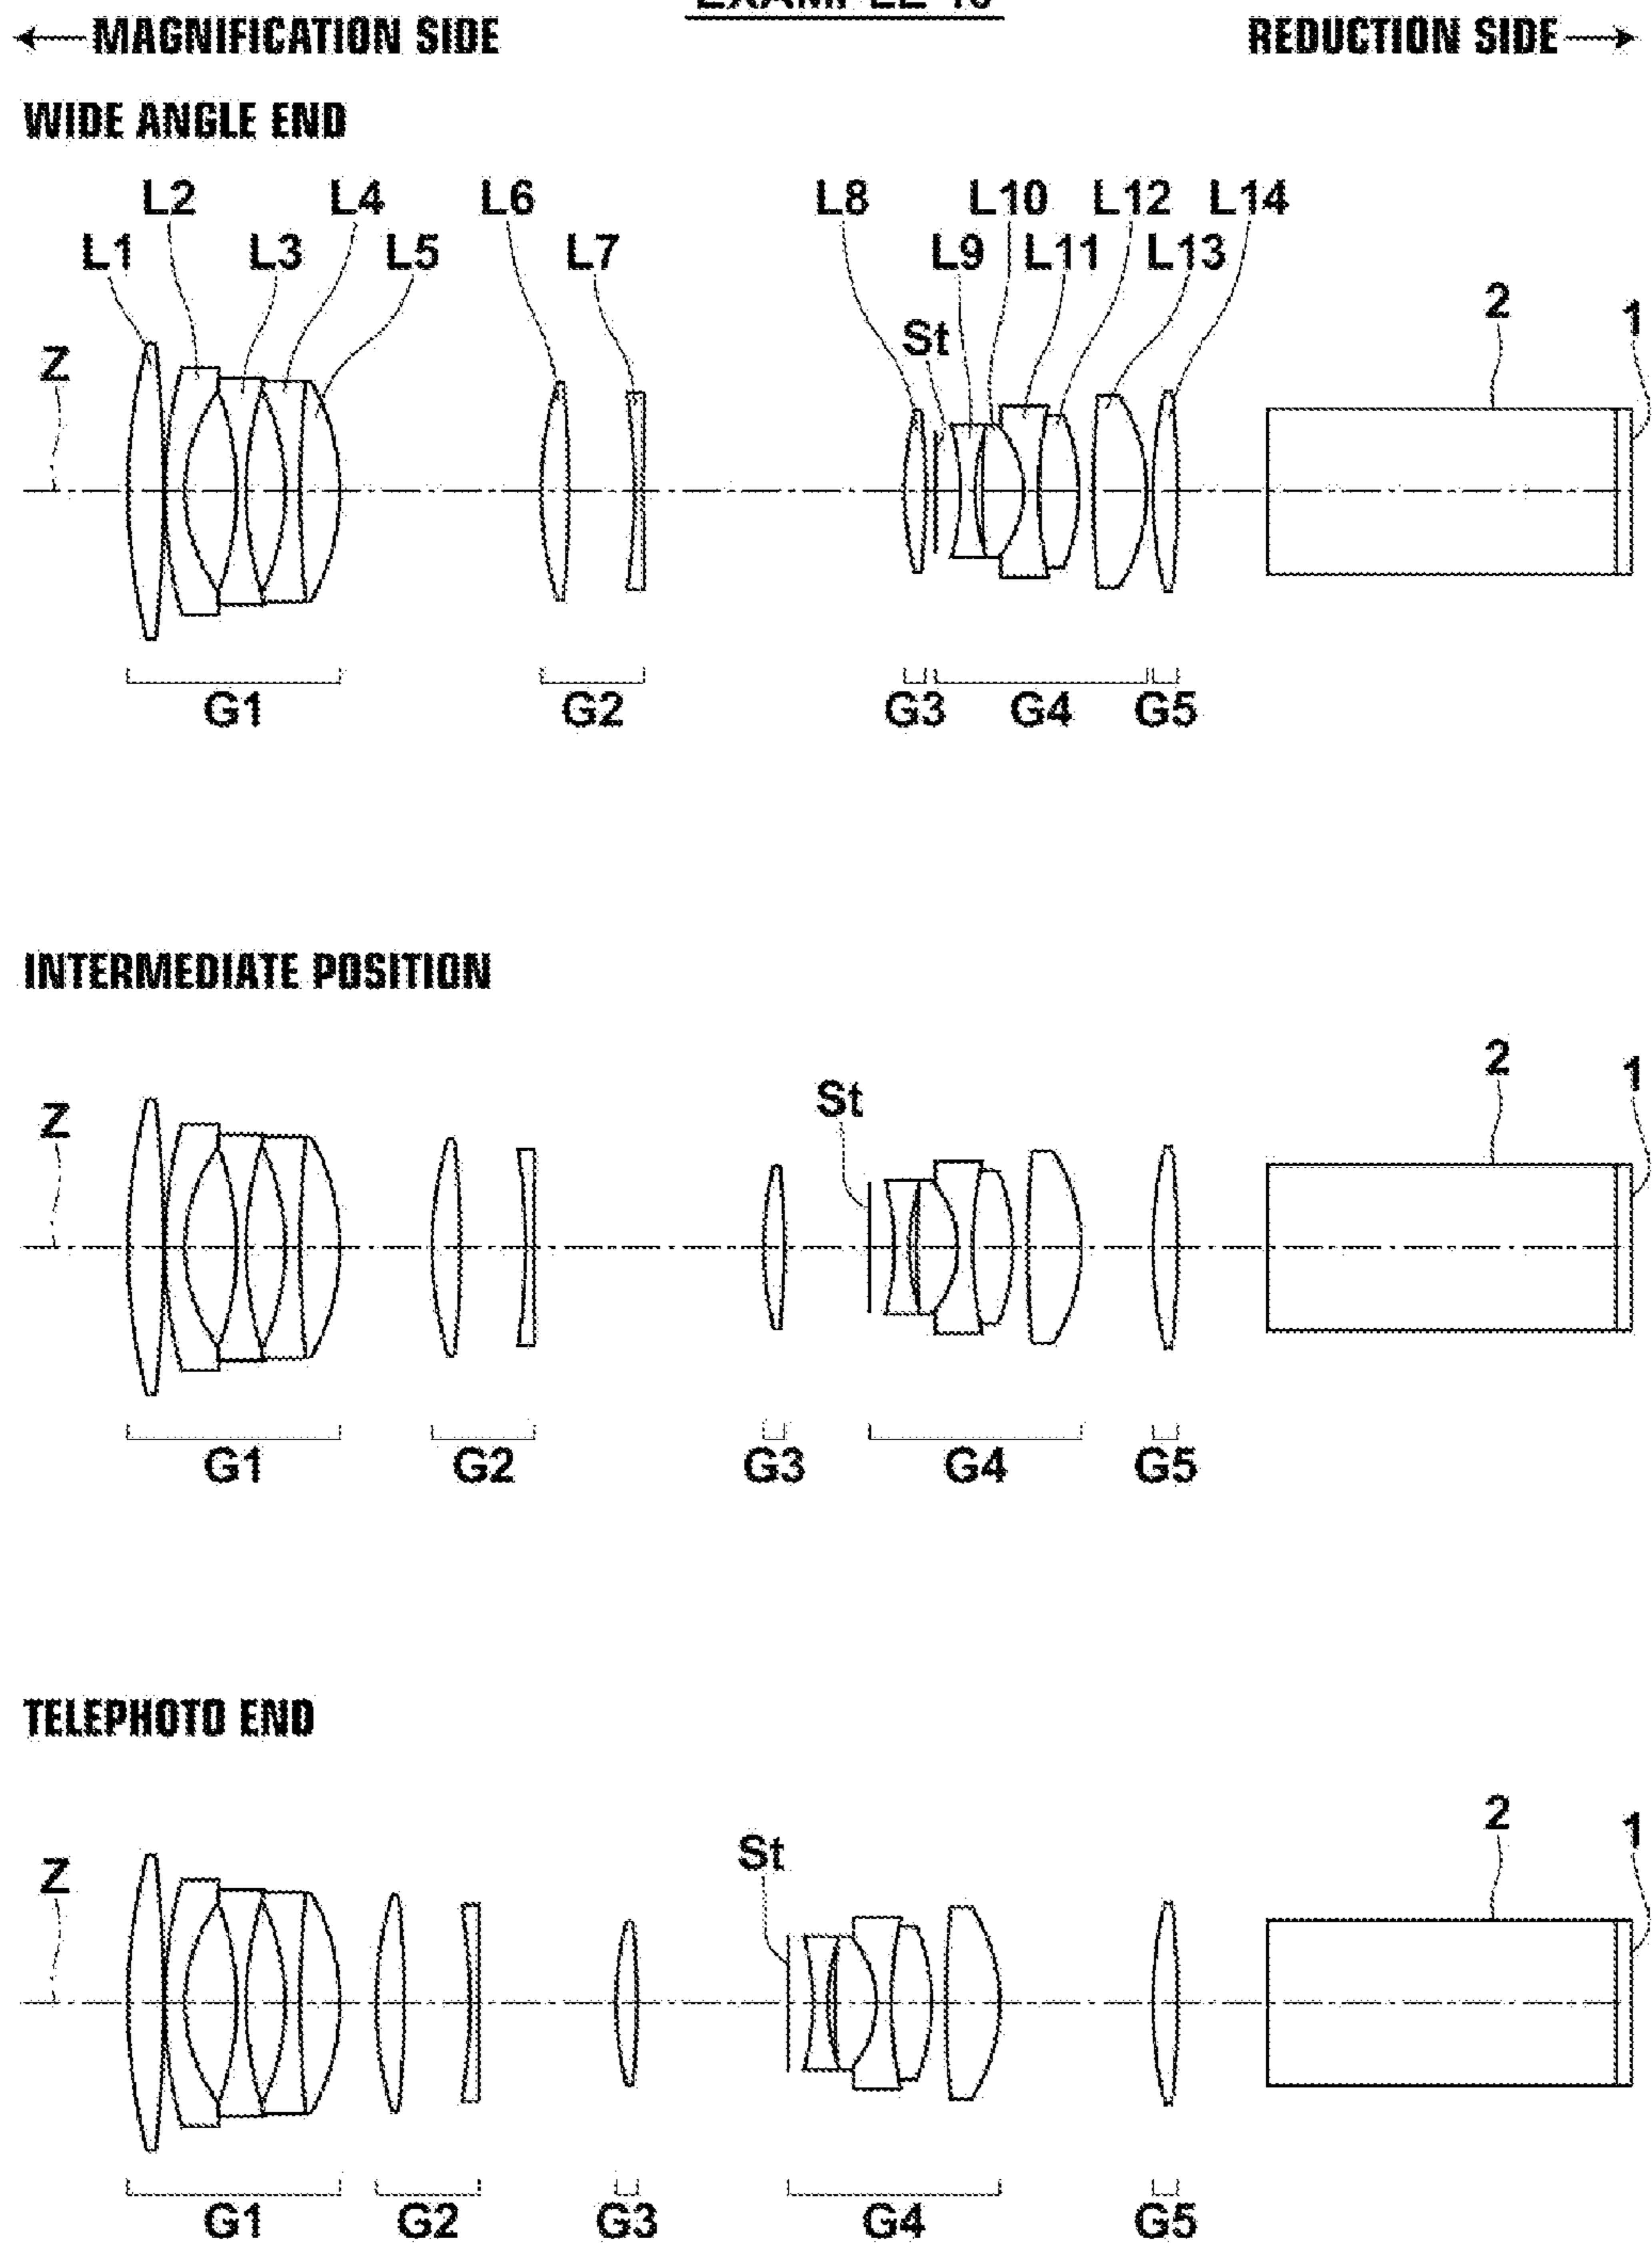 ← MAGNIFICATION SIDE REDUCTION SIDE →
WIDE ANGLE END
L2 L4 L6 L8 L10 L12 L14
L1 L3 L5 L7 L9 L11 L13
2 1
St
Z
G1 G2 G3 G4 G5
INTERMEDIATE POSITION
2 1
St
Z
G1 G2 G3 G4 G5
TELEPHOTO END
2 1
St
Z
G1 G2 G3 G4 G5